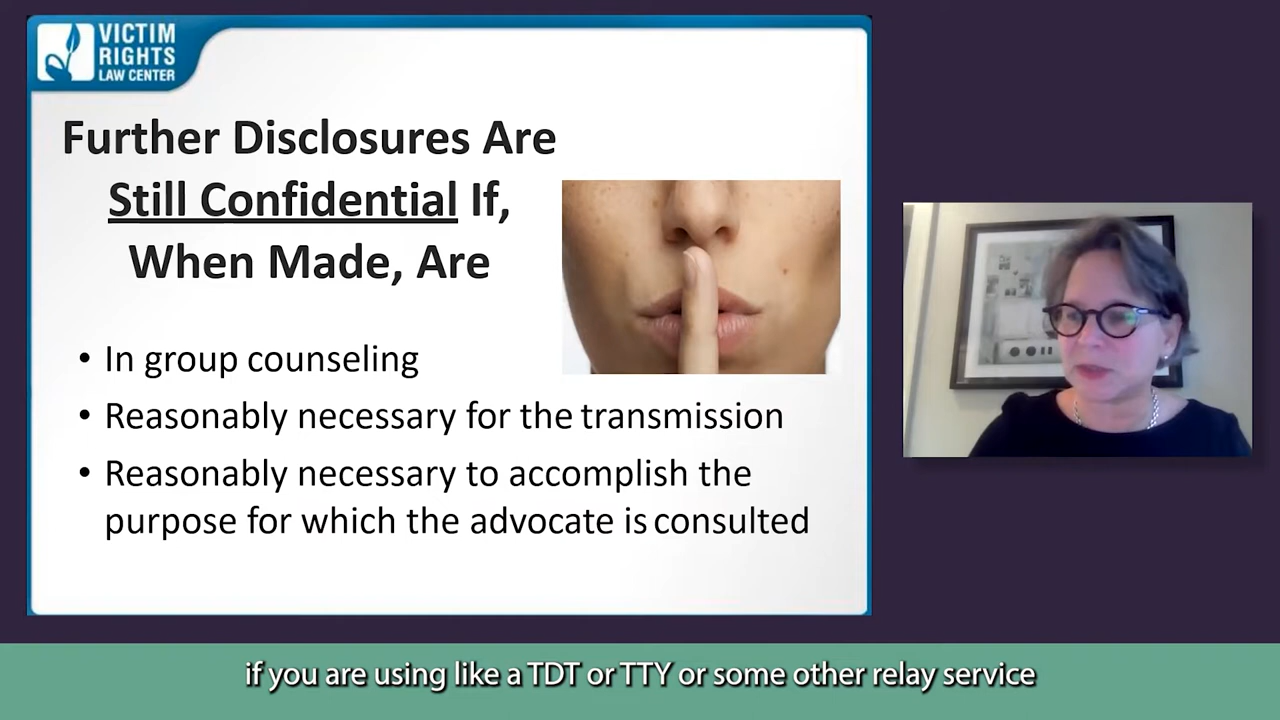 VICTIM
RIGHTS
LAW CENTER
Further Disclosures Are
Still Confidential If,
When Made, Are
• In group counseling
• Reasonably necessary for the transmission
• Reasonably necessary to accomplish the
purpose for which the advocate is consulted
if you are using like a TDT or TTY or some other relay service